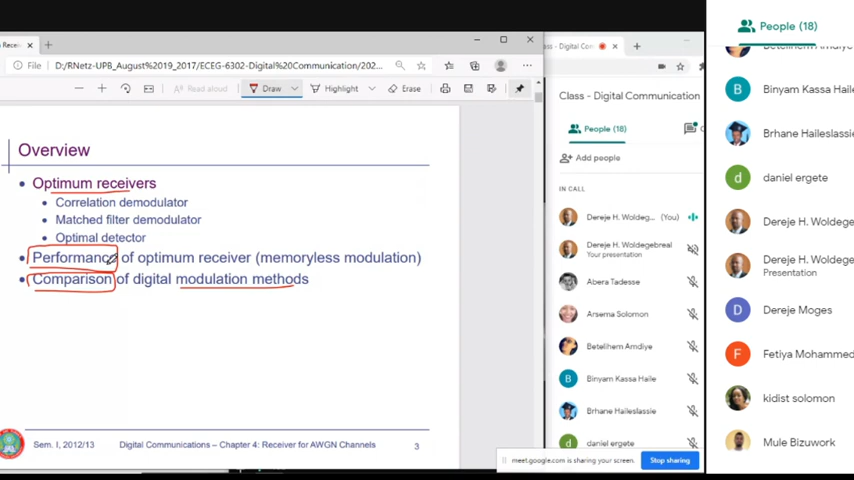 People (18)
Receiv
Class - Digital Com
File
D:/RNetz-UPB_August%2019_2017/ECEG-6302-Digital%20Communication/202...
Read aloud
Draw
Highlight
Erase
Overview
Optimum receivers
Correlation demodulator
Matched filter demodulator
Optimal detector
Performance of optimum receiver (memoryless modulation)
Comparison of digital modulation methods
Sem. I, 2012/13
Digital Communications – Chapter 4: Receiver for AWGN Channels
3
Class - Digital Communication
People (18)
Add people
IN CALL
Dereje H. Woldeg... (You)
Dereje H. Woldegebreal
Your presentation
Abera Tadesse
Arsema Solomon
Betelihem Amdiye
B
Binyam Kassa Haile
Brhane Haileslassie
d
daniel ergete
meet.google.com is sharing your screen.
Stop sharing
Betelihem Amdiye
B
Binyam Kassa Haile
Brhane Haileslassie
d
daniel ergete
Dereje H. Woldegebre
Dereje H. Woldegebre
Presentation
D
Dereje Moges
F
Fetiya Mohammed
kidist solomon
Mule Bizuwork